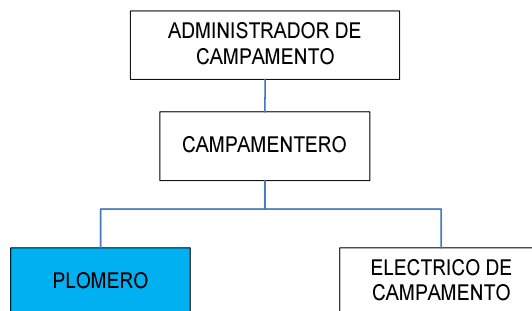 ADMINISTRADOR DE
CAMPAMENTO
CAMPAMENTERO
PLOMERO
ELECTRICO DE
CAMPAMENTO